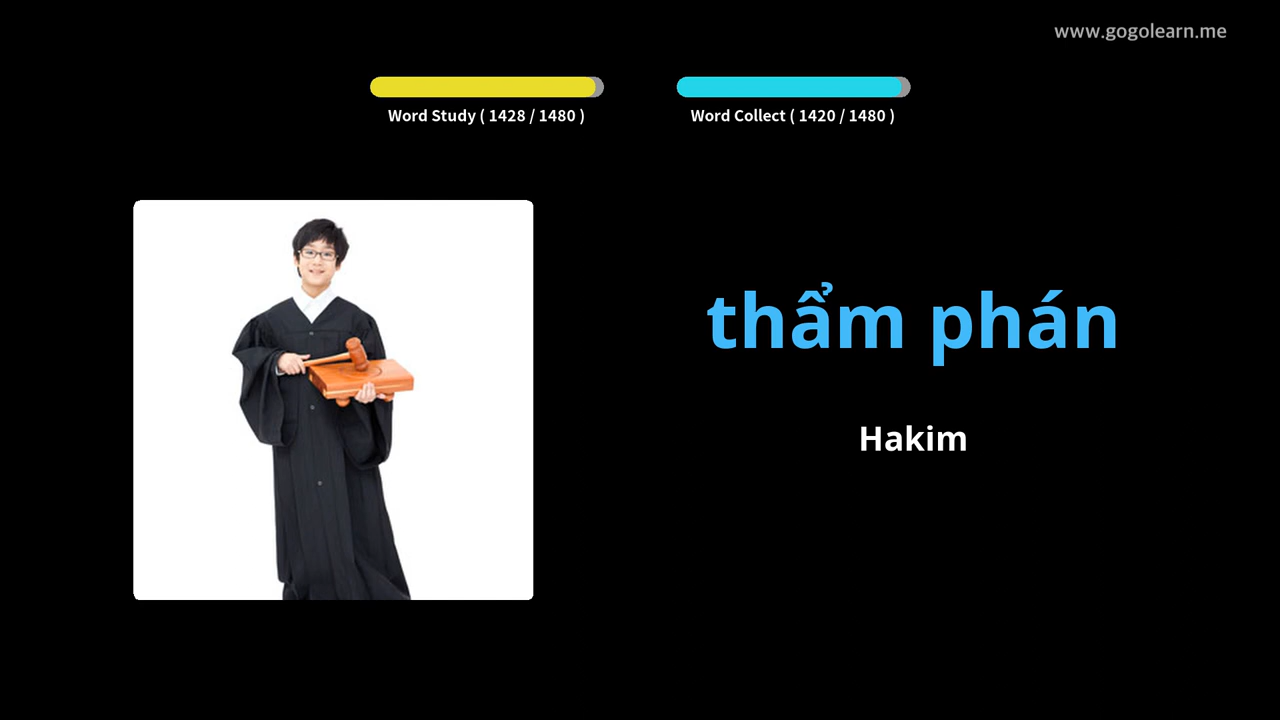 www.gogolearn.me
Word Study ( 1428 / 1480 )
Word Collect ( 1420 / 1480 )
thẩm phán
Hakim